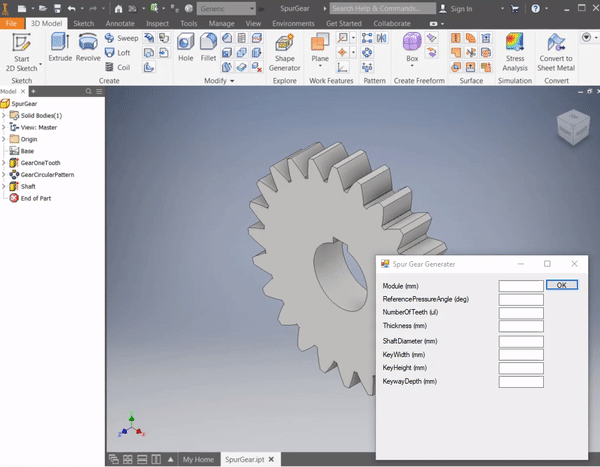 Generic
SpurGear
Search Help & Commands...
Sign In
File
3D Model
Sketch
Annotate
Inspect
Tools
Manage
View
Environments
Get Started
Collaborate
Start
2D Sketch
Extrude
Revolve
Sweep
Loft
Coil
Hole
Fillet
Shape
Generator
Plane
Box
Stress
Analysis
Convert to
Sheet Metal
Sketch
Create
Modify
Explore
Work Features
Pattern
Create Freeform
Surface
Simulation
Convert
Model
SpurGear
Solid Bodies(1)
View: Master
Origin
Base
GearOneTooth
GearCircularPattern
Shaft
End of Part
Spur Gear Generater
Module (mm)
OK
ReferencePressureAngle (deg)
NumberOfTeeth (ul)
Thickness (mm)
ShaftDiameter (mm)
KeyWidth (mm)
KeyHeight (mm)
KeywayDepth (mm)
My Home
SpurGear.ipt